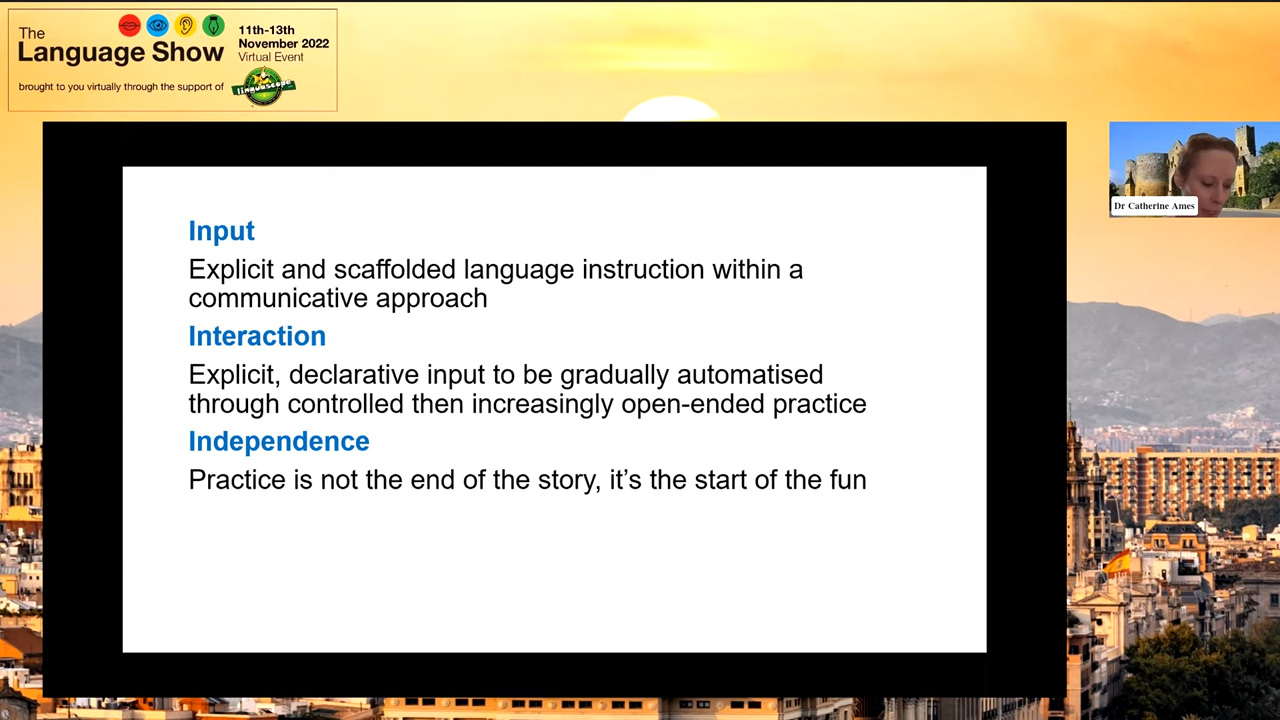 The
Language Show
11th-13th
November 2022
Virtual Event
brought to you virtually through the support of
linguascope
Dr Catherine Ames
Input
Explicit and scaffolded language instruction within a
communicative approach
Interaction
Explicit, declarative input to be gradually automatised
through controlled then increasingly open-ended practice
Independence
Practice is not the end of the story, it’s the start of the fun